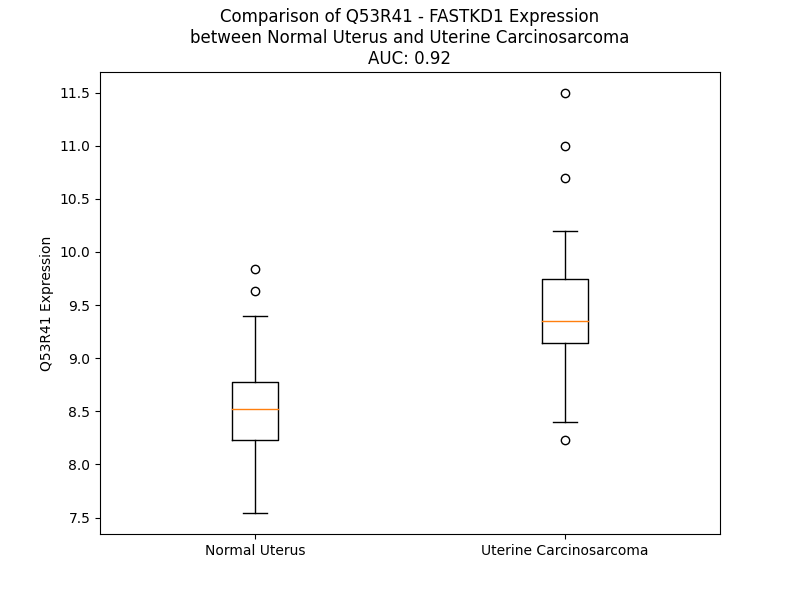 Comparison of Q53R41 - FASTKD1 Expression
between Normal Uterus and Uterine Carcinosarcoma
AUC: 0.92
11.5
11.0
10.5
10.0
9.5
9.0
8.5
8.0
7.5
Q53R41 Expression
Normal Uterus
Uterine Carcinosarcoma